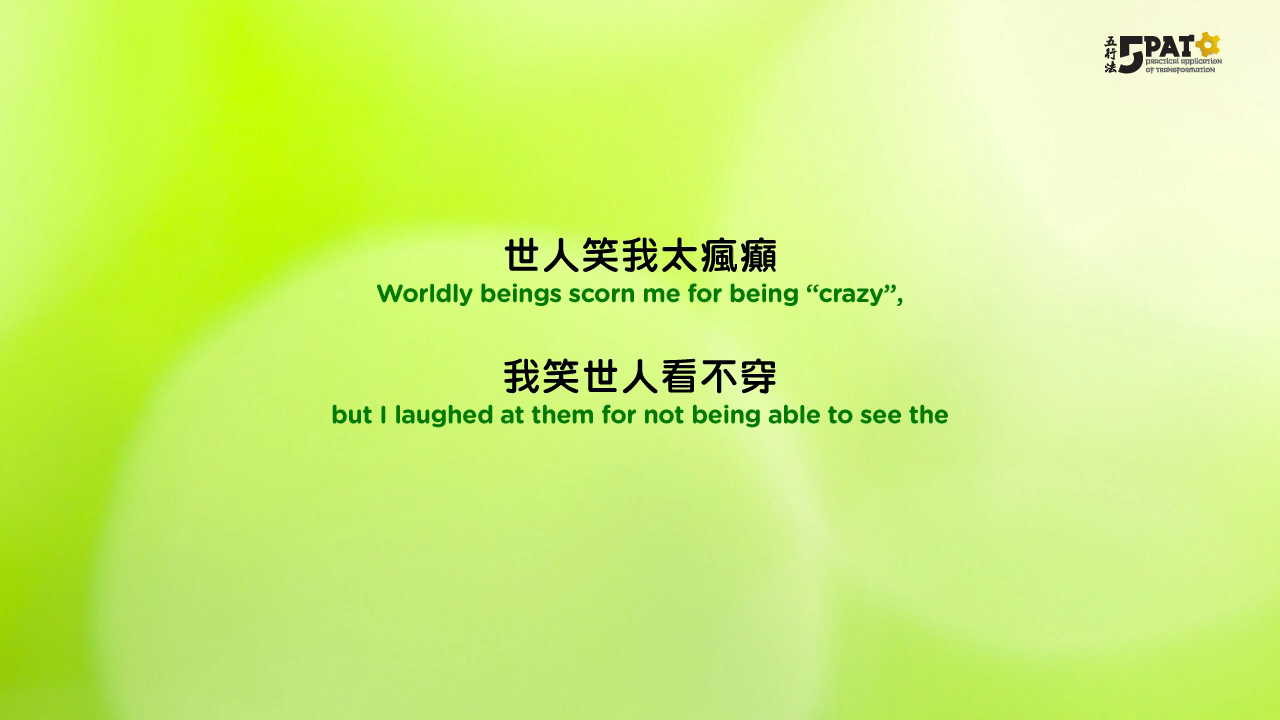 五行法
5PAT
PRACTICAL APPLICATION
OF TRANSFORMATION
世人笑我太瘋癲
Worldly beings scorn me for being “crazy”,
我笑世人看不穿
but I laughed at them for not being able to see the